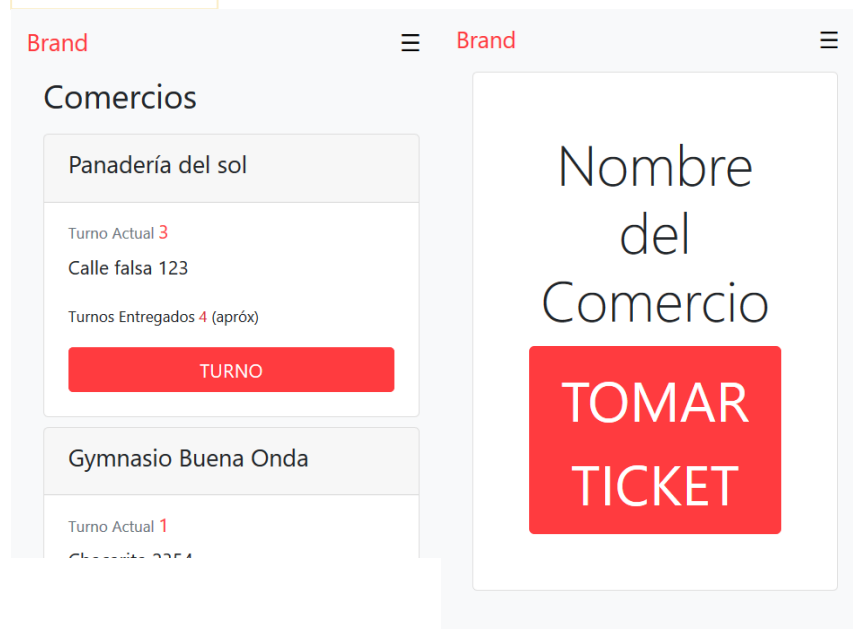 Brand
Comercios
Panadería del sol
Turno Actual 3
Calle falsa 123
Turnos Entregados 4 (apróx)
TURNO
Gymnasio Buena Onda
Turno Actual 1
Brand
Nombre
del
Comercio
TOMAR
TICKET